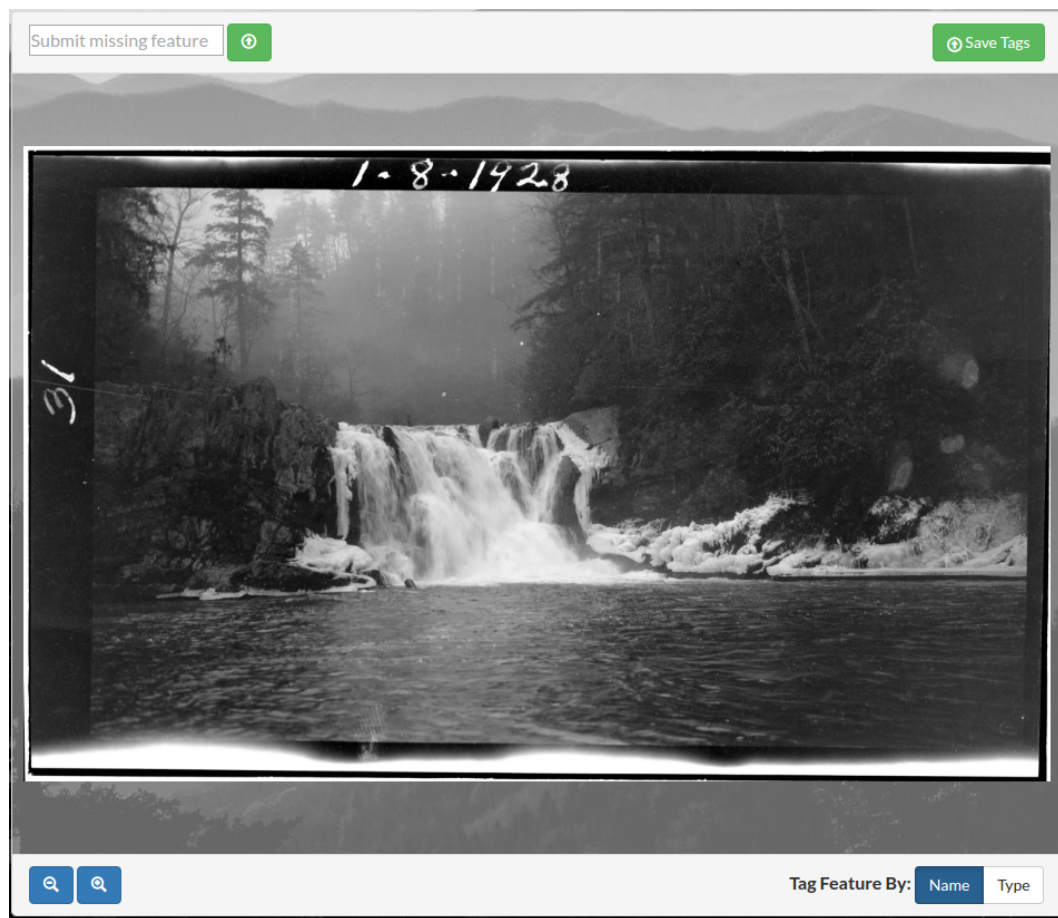 Submit missing feature
Save Tags
1-8-1928
31
Tag Feature By: Name Type